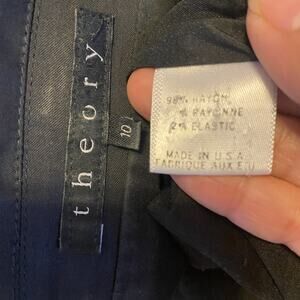 theory
10
98% RAYON
% RAYONNE
2% ELASTIC
MADE IN U.S.A
FABRIQUE AUX E.U